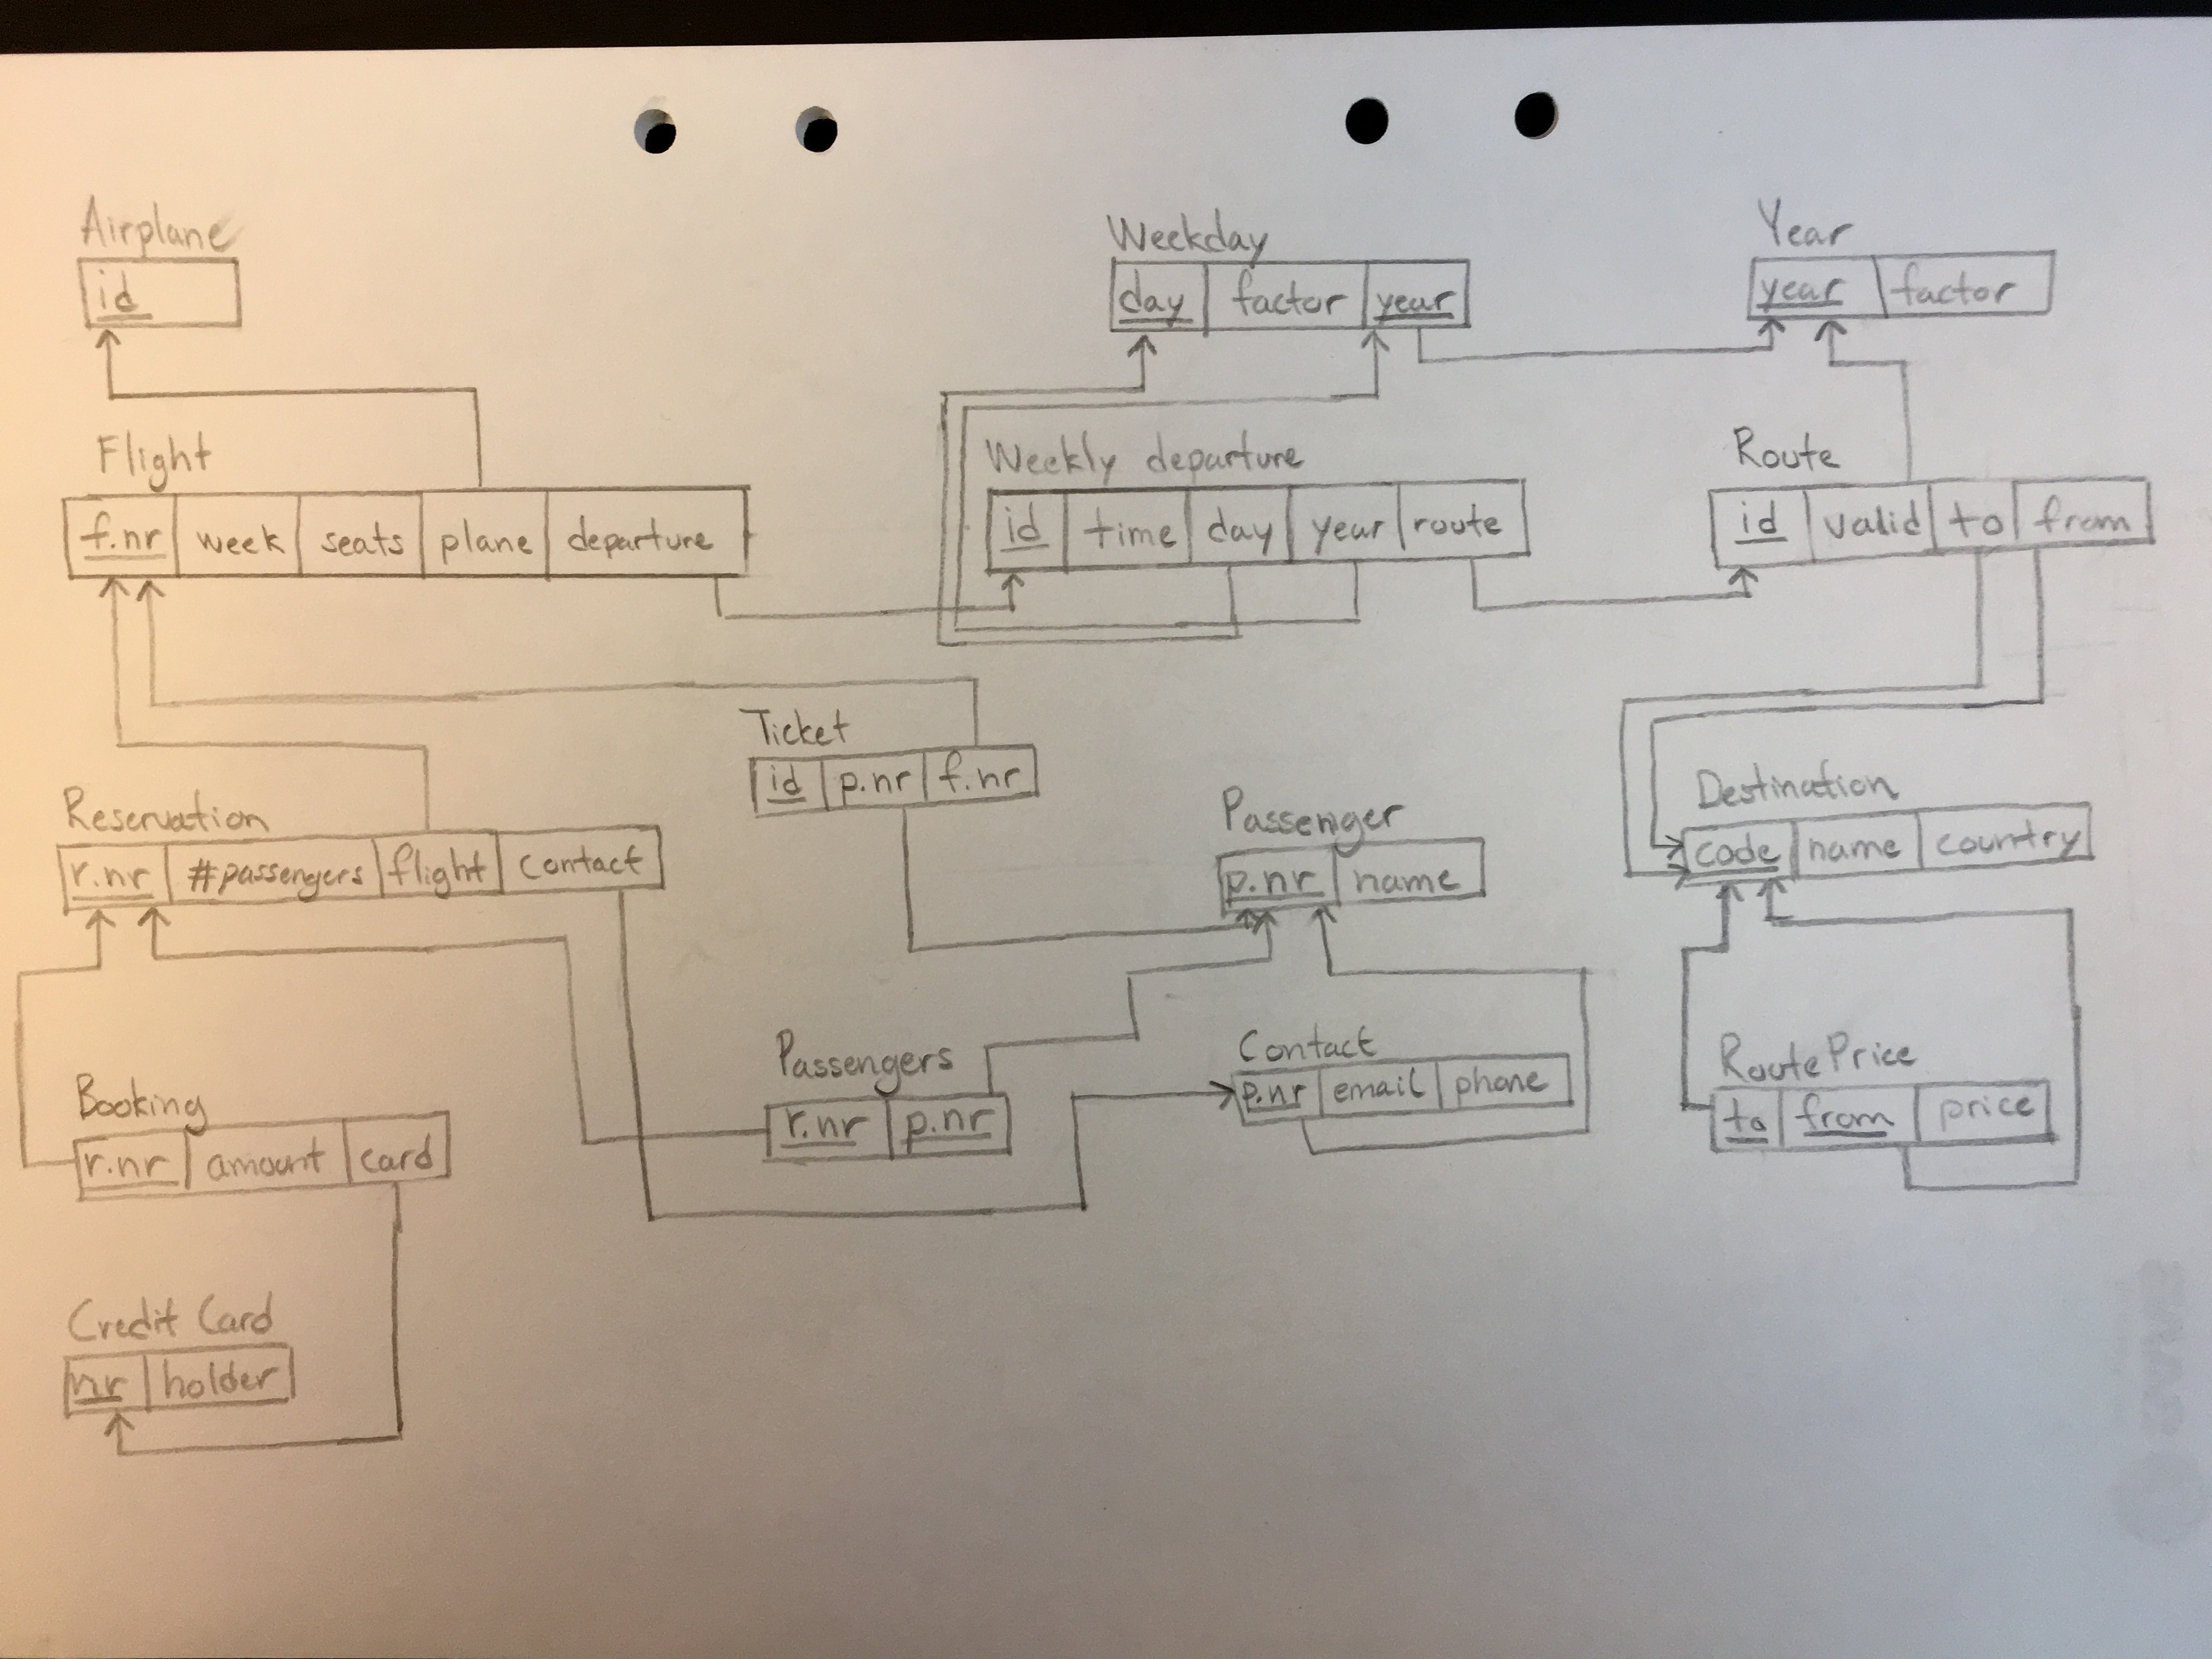 Airplane
id
Weekday
day factor year
Year
year factor
Flight
f.nr week seats plane departure
Weekly departure
id time day year route
Route
id valid to from
Ticket
id p.nr f.nr
Reservation
r.nr #passengers flight contact
Passenger
p.nr name
Destination
code name country
Passengers
r.nr p.nr
Contact
p.nr email phone
RoutePrice
to from price
Booking
r.nr amount card
Credit Card
nr holder